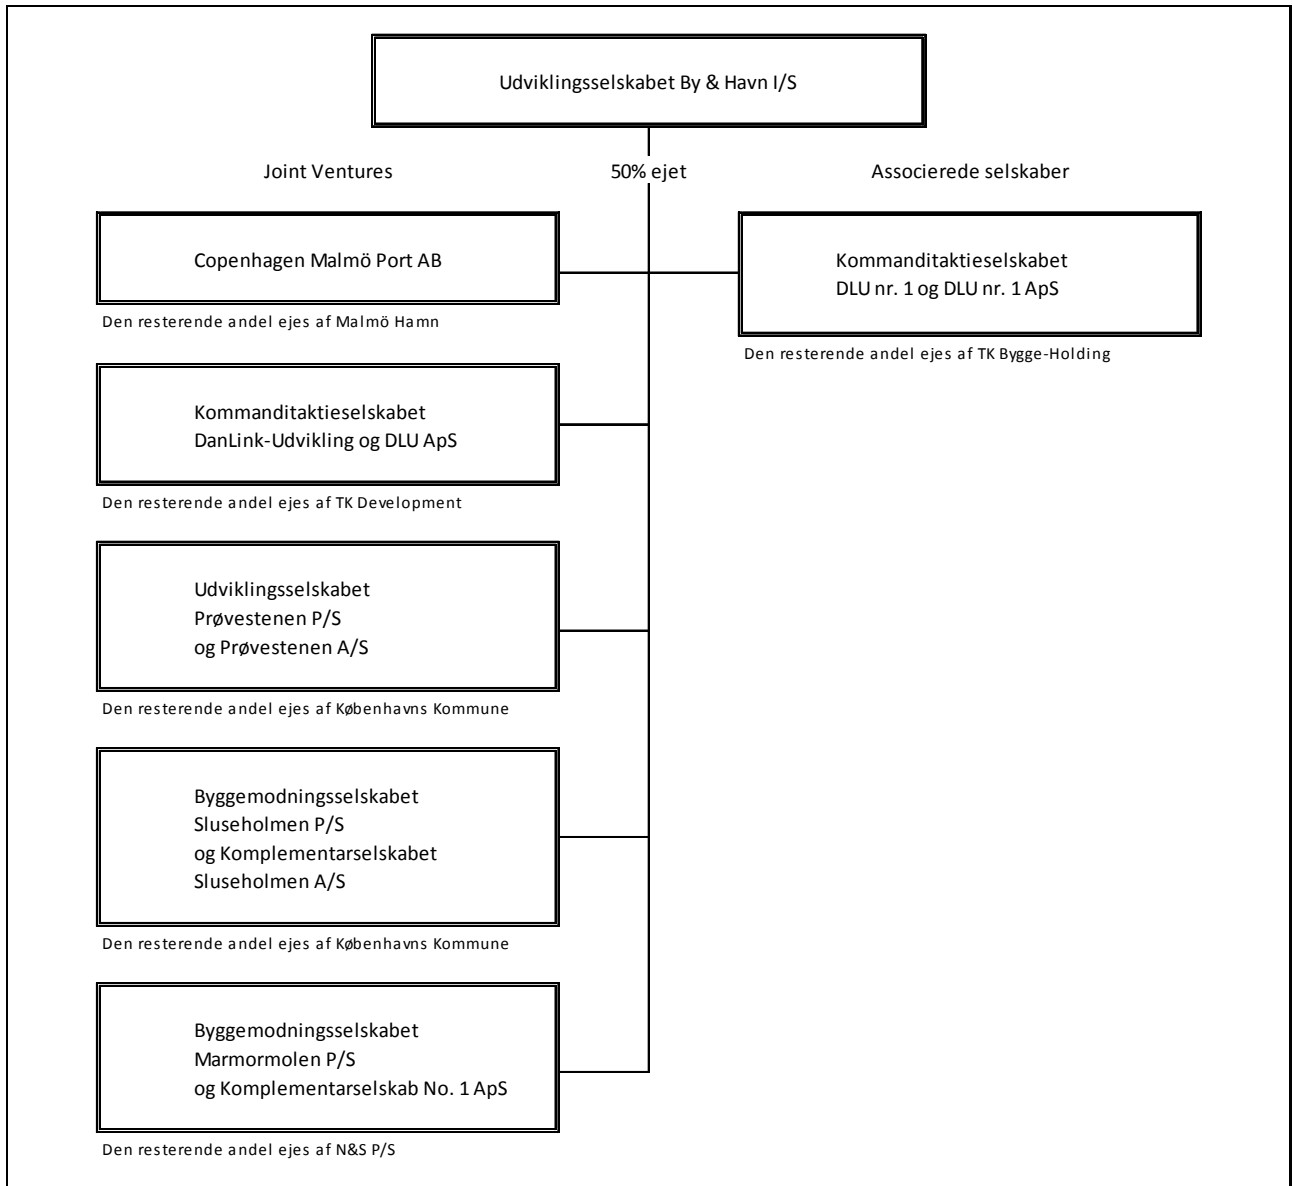 Udviklingsselskabet By & Havn I/S
Joint Ventures
50% ejet
Associerede selskaber
Copenhagen Malmö Port AB
Den resterende andel ejes af Malmö Hamn
Kommanditaktieselskabet
DLU nr. 1 og DLU nr. 1 ApS
Den resterende andel ejes af TK Bygge-Holding
Kommanditaktieselskabet
DanLink-Udvikling og DLU ApS
Den resterende andel ejes af TK Development
Udviklingsselskabet
Prøvestenen P/S
og Prøvestenen A/S
Den resterende andel ejes af Københavns Kommune
Byggemodningsselskabet
Sluseholmen P/S
og Komplementarselskabet
Sluseholmen A/S
Den resterende andel ejes af Københavns Kommune
Byggemodningsselskabet
Marmormolen P/S
og Komplementarselskab No. 1 ApS
Den resterende andel ejes af N&S P/S